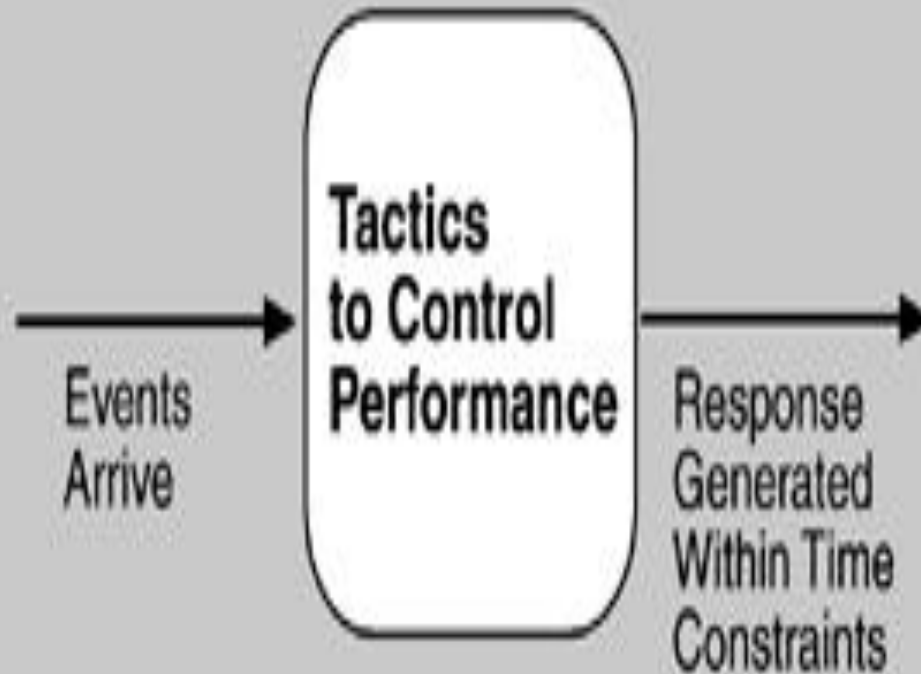 Events
Arrive
Tactics
to Control
Performance
Response
Generated
Within Time
Constraints